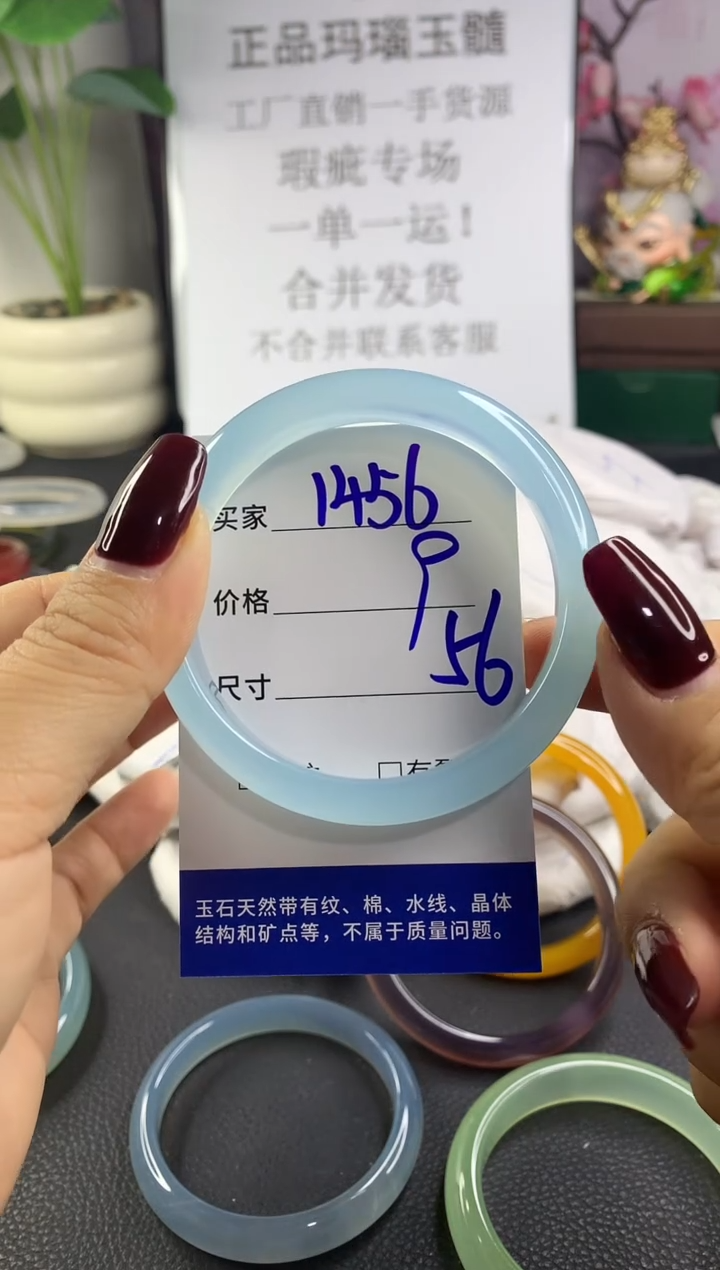 正品玛瑙玉髓
工厂直销一手货源
瑕疵专场
一单一运！
合并发货
不合并联系客服
买家 1456
价格 9
尺寸 56
玉石天然带有纹、棉、水线、晶体
结构和矿点等，不属于质量问题。